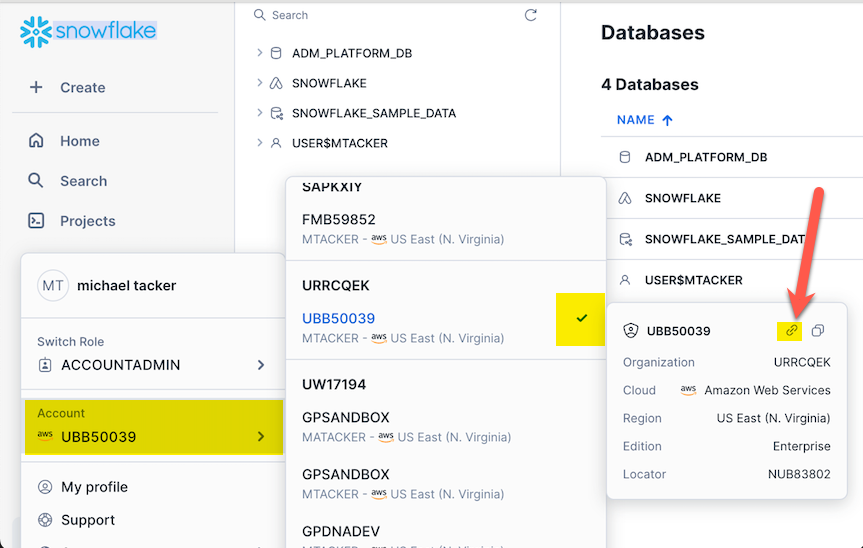 snowflake
Create
Home
Search
Projects
MT michael tacker
Switch Role
ACCOUNTADMIN
Account
aws UBB50039
My profile
Support
Search
ADM_PLATFORM_DB
SNOWFLAKE
SNOWFLAKE_SAMPLE_DATA
USER$MTACKER
SAPKXIY
FMB59852
MTACKER - aws US East (N. Virginia)
URRCQEK
UBB50039
MTACKER - aws US East (N. Virginia)
UW17194
GPSANDBOX
MATACKER - aws US East (N. Virginia)
GPSANDBOX
MTACKER - aws US East (N. Virginia)
GPDNADEV
Databases
4 Databases
NAME
ADM_PLATFORM_DB
SNOWFLAKE
SNOWFLAKE_SAMPLE_DAT
USER$MTACKER
UBB50039
Organization URRCQEK
Cloud aws Amazon Web Services
Region US East (N. Virginia)
Edition Enterprise
Locator NUB83802